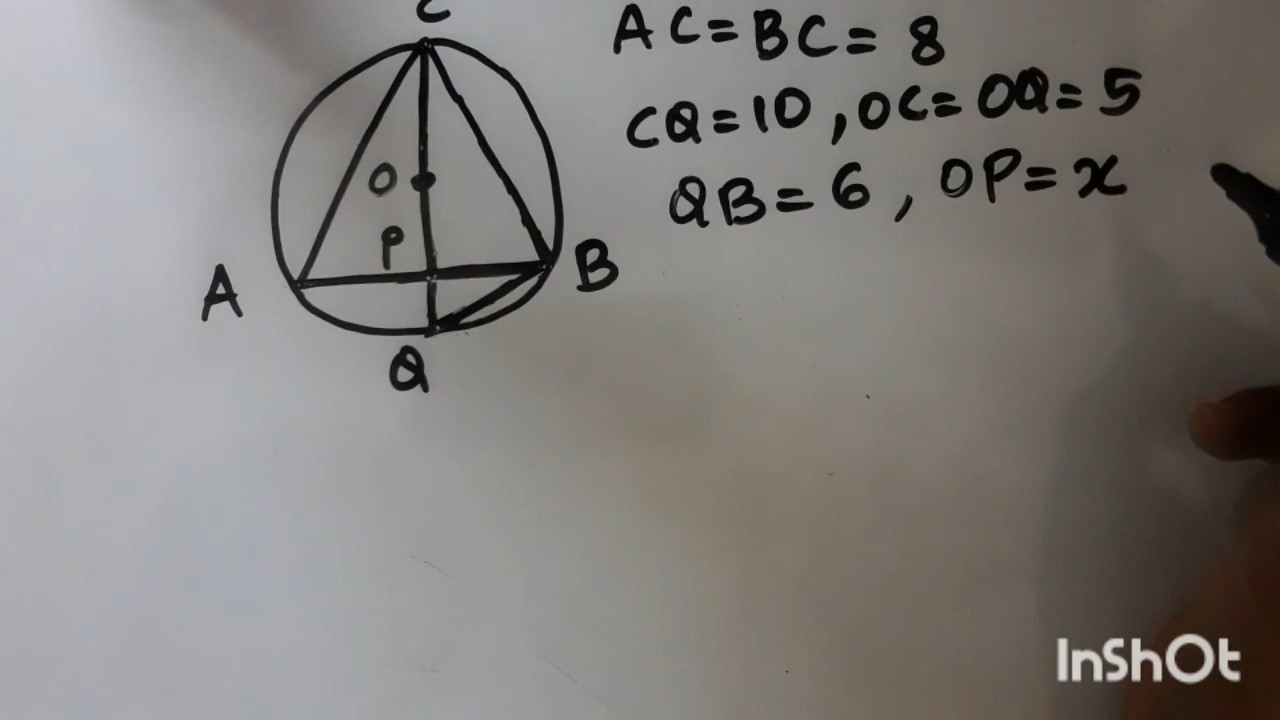 C
AC=BC=8
CQ=10,OC=OQ=5
QB=6, OP=x
O
P
A
B
Q
InShOt